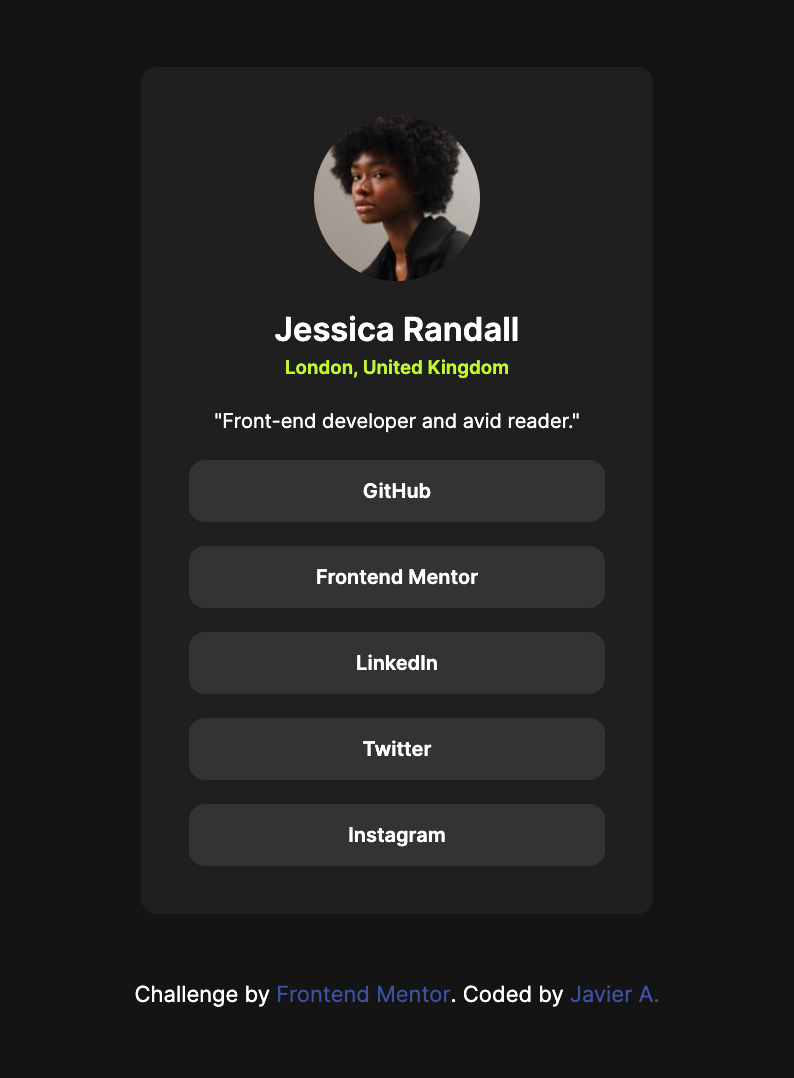 Jessica Randall
London, United Kingdom
"Front-end developer and avid reader."
GitHub
Frontend Mentor
LinkedIn
Twitter
Instagram
Challenge by Frontend Mentor. Coded by Javier A.